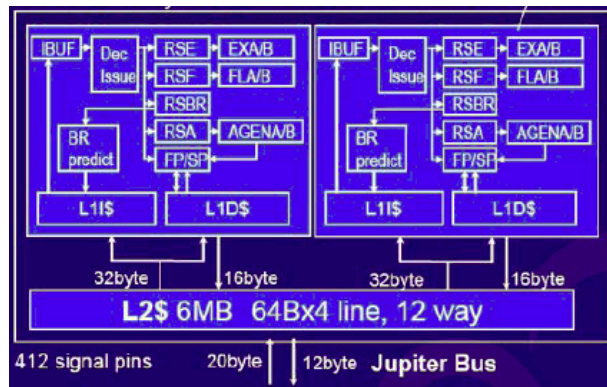 IBUF Dec Issue RSE EXA/B
RSF FLA/B
RSBR
BR predict RSA AGENA/B
FP/SP
L1I$ L1D$
IBUF Dec Issue RSE EXA/B
RSF FLA/B
RSBR
BR predict RSA AGENA/B
FP/SP
L1I$ L1D$
32byte 16byte 32byte 16byte
L2$ 6MB 64Bx4 line, 12 way
412 signal pins 20byte 12byte Jupiter Bus